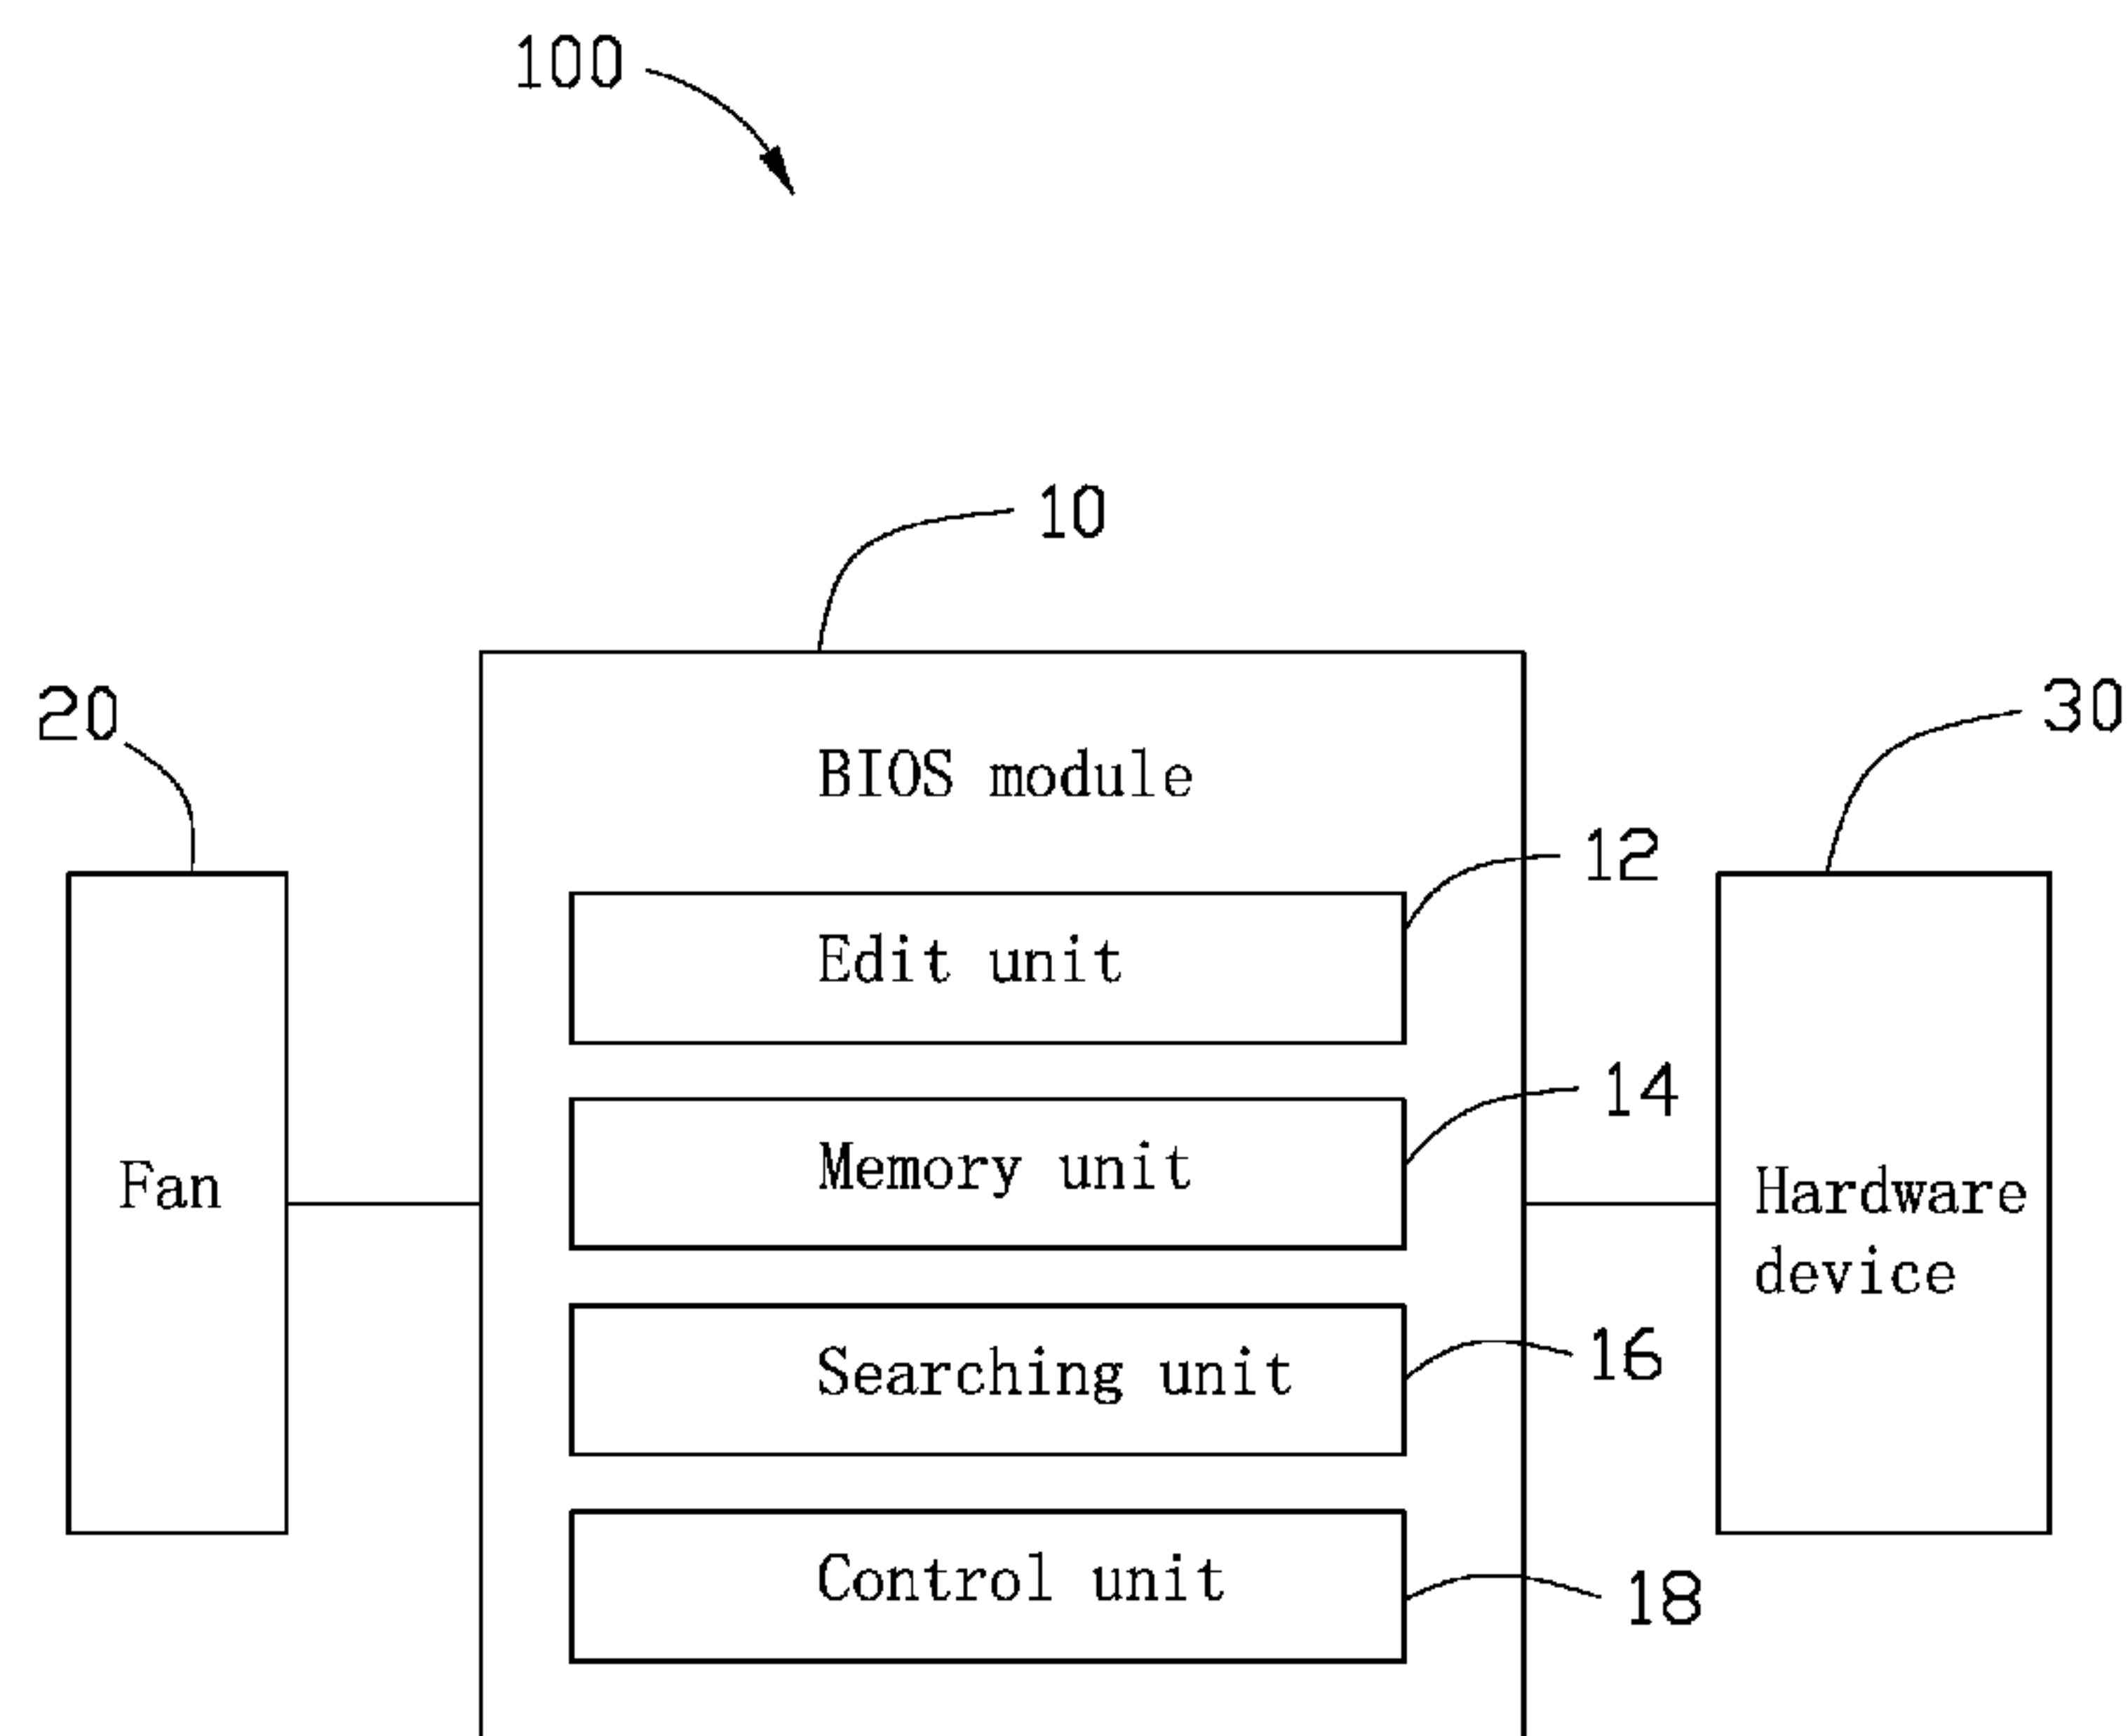 100
10
20
30
BIOS module
12
Edit unit
14
Memory unit
Fan
Hardware
device
16
Searching unit
18
Control unit